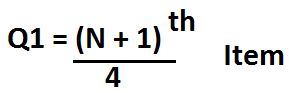 Q1 = (N + 1) th
4 Item